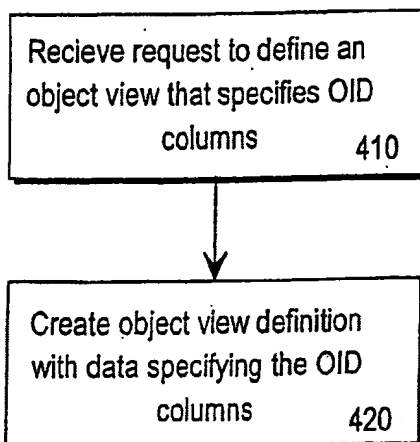 Recieve request to define an
object view that specifies OID
columns 410
Create object view definition
with data specifying the OID
columns 420